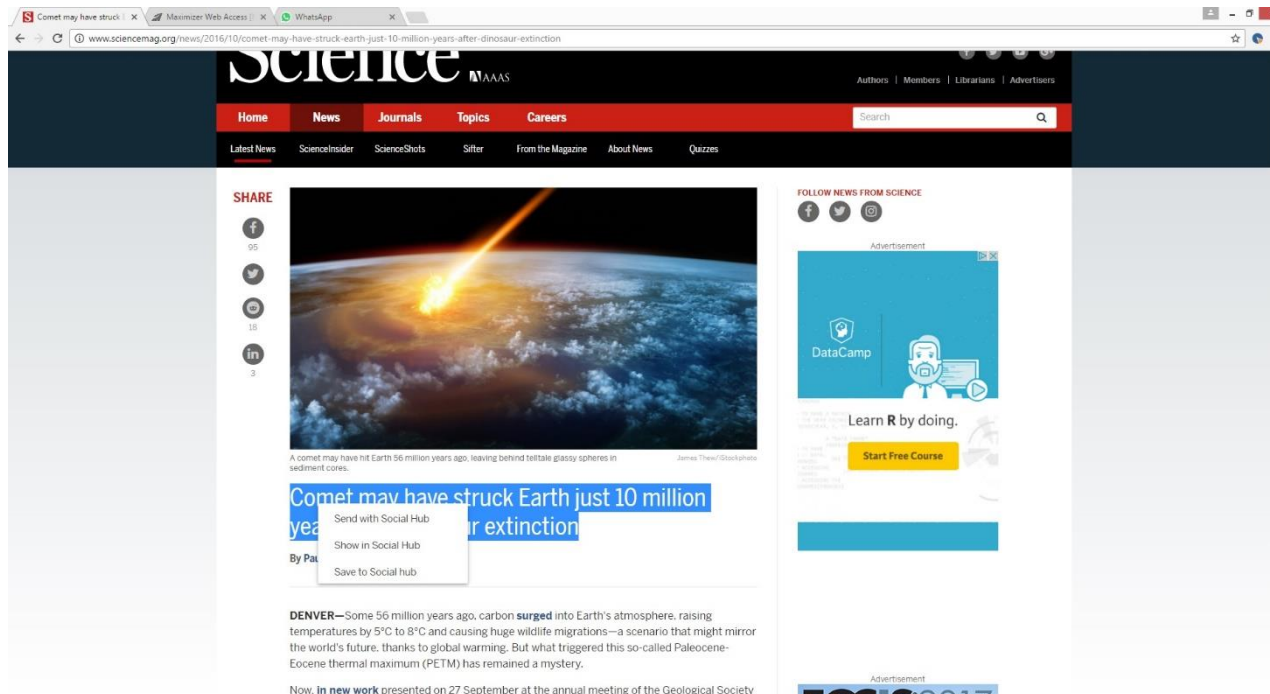 Comet may have struck
Maximizer Web Access
WhatsApp
www.sciencemag.org/news/2016/10/comet-may-have-struck-earth-just-10-million-years-after-dinosaur-extinction
Science AAAS
Authors | Members | Librarians | Advertisers
Home News Journals Topics Careers
Search
Latest News ScienceInsider ScienceShots Sifter From the Magazine About News Quizzes
SHARE
95
18
3
A comet may have hit Earth 56 million years ago, leaving behind telltale glassy spheres in
sediment cores.
James Thew/iStockphoto
Comet may have struck Earth just 10 million
extinction
Send with Social Hub
Show in Social Hub
Save to Social hub
By
DENVER—Some 56 million years ago, carbon surged into Earth's atmosphere, raising
temperatures by 5°C to 8°C and causing huge wildlife migrations—a scenario that might mirror
the world's future, thanks to global warming. But what triggered this so-called Paleocene-
Eocene thermal maximum (PETM) has remained a mystery.
Now, in new work presented on 27 September at the annual meeting of the Geological Society
FOLLOW NEWS FROM SCIENCE
Advertisement
DataCamp
Learn R by doing.
Start Free Course
Advertisement